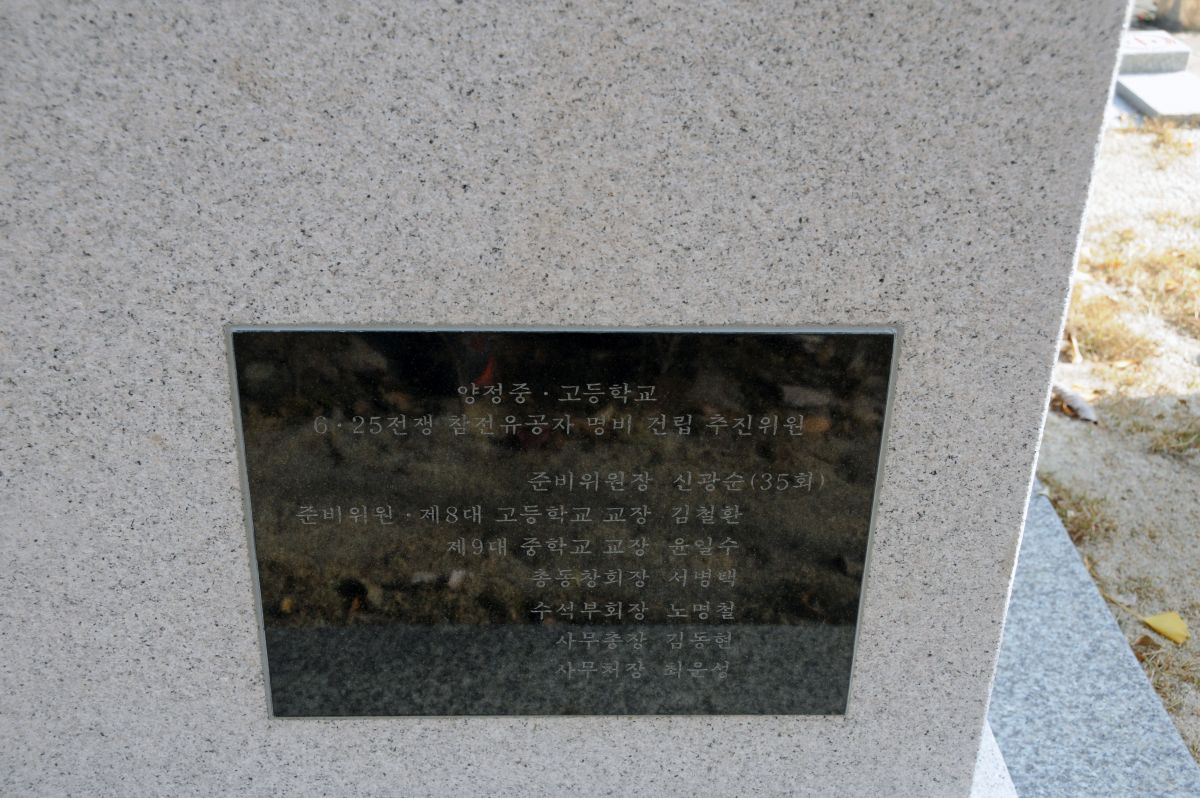 양정중·고등학교
6·25전쟁 참전유공자 명비 건립 추진위원
준비위원장 신광순(35회)
준비위원·제8대 고등학교 교장 김철환
제9대 중학교 교장 윤일수
총동창회장 서병택
수석부회장 노명철
사무총장 김동현
사무처장 최운성